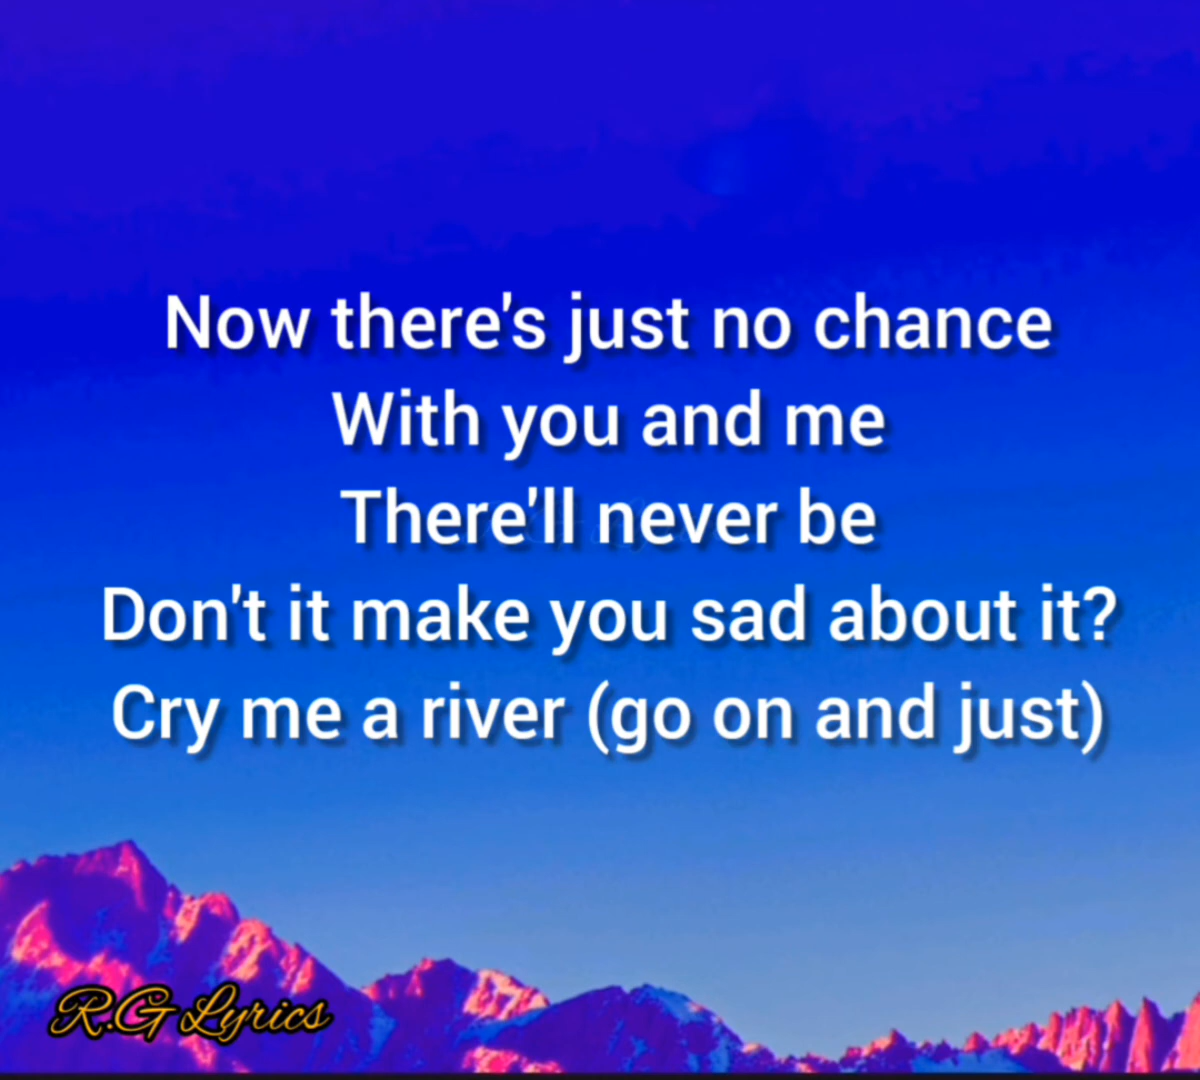 Now there's just no chance
With you and me
There'll never be
Don't it make you sad about it?
Cry me a river (go on and just)
R.G Lyrics